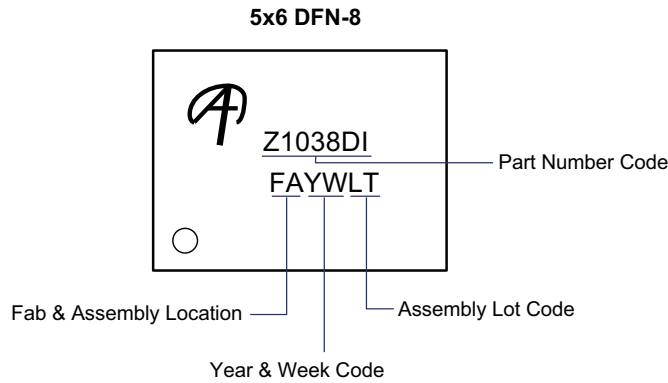 5x6 DFN-8
Z1038DI
Part Number Code
FAYWLT
Fab & Assembly Location
Assembly Lot Code
Year & Week Code